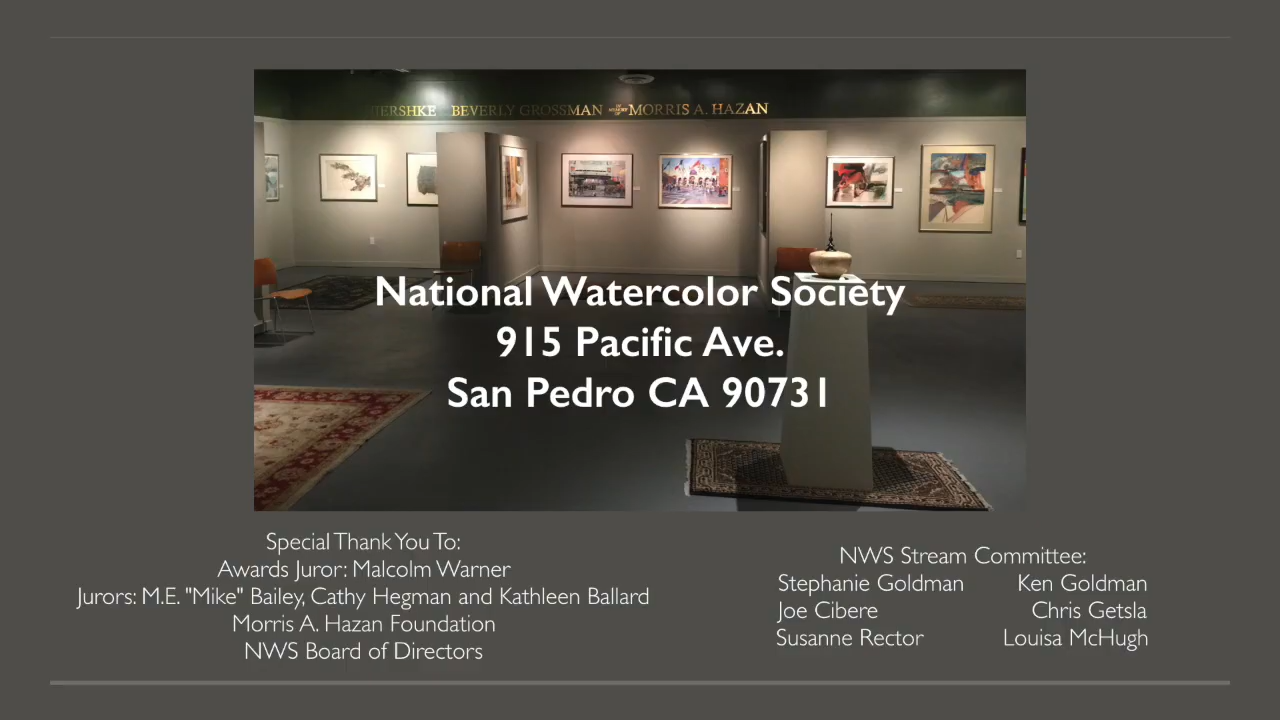 HERSHKE BEVERLY GROSSMAN MORRIS A. HAZAN
National Watercolor Society
915 Pacific Ave.
San Pedro CA 90731
Special Thank You To:
Awards Juror: Malcolm Warner
Jurors: M.E. "Mike" Bailey, Cathy Hegman and Kathleen Ballard
Morris A. Hazan Foundation
NWS Board of Directors
NWS Stream Committee:
Stephanie Goldman Ken Goldman
Joe Cibere Chris Getsla
Susanne Rector Louisa McHugh